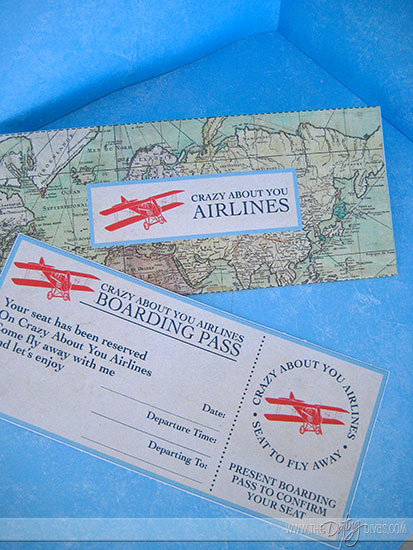 CRAZY ABOUT YOU
AIRLINES
CRAZY ABOUT YOU AIRLINES
BOARDING PASS
Your seat has been reserved
On Crazy About You Airlines
Come fly away with me
and let's enjoy
Date:
Departure Time:
Departing To:
CRAZY ABOUT YOU AIRLINES
• SEAT TO FLY AWAY •
PRESENT BOARDING
PASS TO CONFIRM
YOUR SEAT
WWW.THEDatingDIVAS.COM